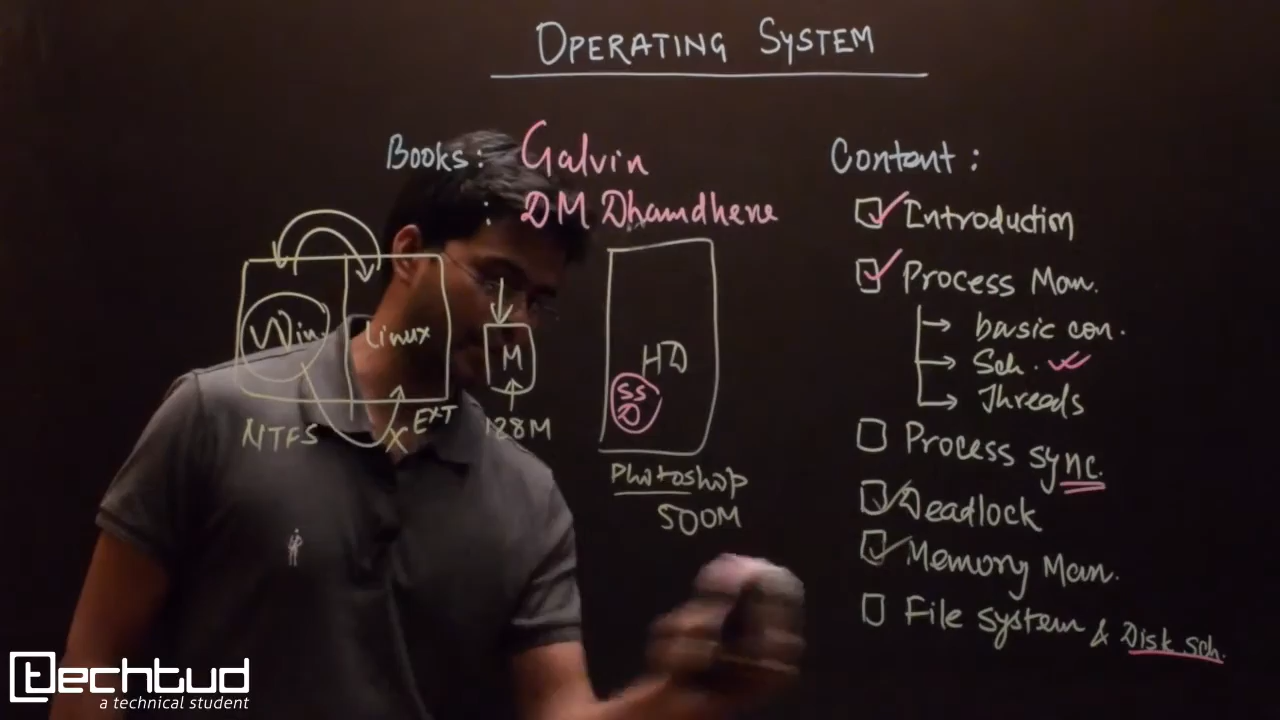 OPERATING SYSTEM
Books: Galvin
: DM Dhamdhere
Win Linux
NTFS EXT
M
128M
HD
SS
D
Photoshop
500M
Content:
Introduction
Process Man.
basic con.
Sch.
Threads
Process sync.
Deadlock
Memory Man.
File system & Disk sch.
techtud
a technical student